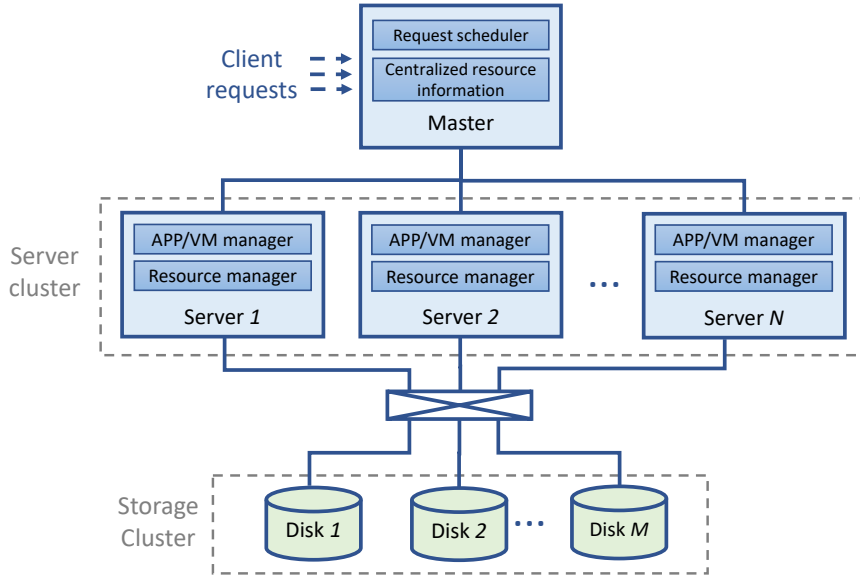 Request scheduler
Client
requests
Centralized resource
information
Master
Server
cluster
APP/VM manager
Resource manager
Server 1
APP/VM manager
Resource manager
Server 2
...
APP/VM manager
Resource manager
Server N
Storage
Cluster
Disk 1
Disk 2
...
Disk M